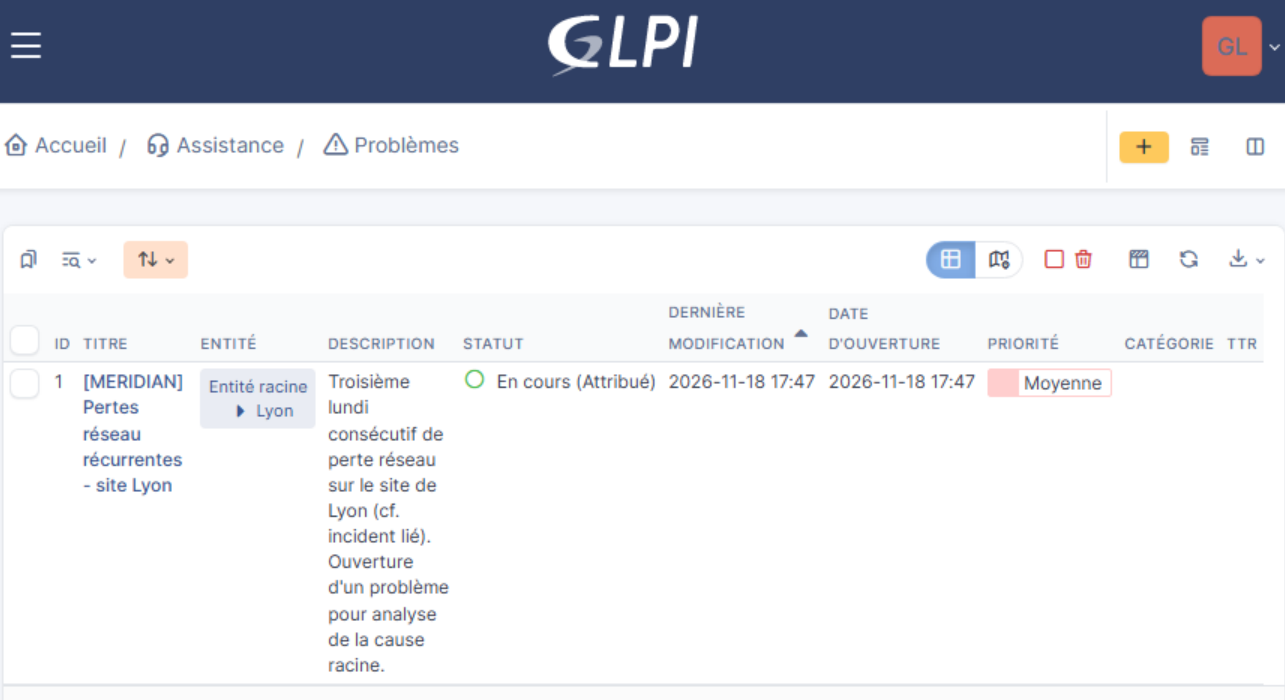 GLPI
GL
Accueil / Assistance / Problèmes
+
ID TITRE ENTITÉ DESCRIPTION STATUT DERNIÈRE MODIFICATION DATE D'OUVERTURE PRIORITÉ CATÉGORIE TTR
1
[MERIDIAN]
Pertes
réseau
récurrentes
- site Lyon
Entité racine
Lyon
Troisième
lundi
consécutif de
perte réseau
sur le site de
Lyon (cf.
incident lié).
Ouverture
d'un problème
pour analyse
de la cause
racine.
En cours (Attribué)
2026-11-18 17:47
2026-11-18 17:47
Moyenne